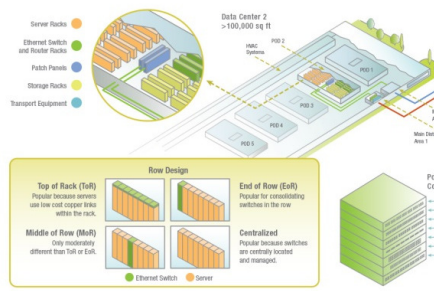 Server Racks
Ethernet Switch
and Router Racks
Patch Panels
Storage Racks
Transport Equipment
Data Center 2
>100,000 sq ft
HVAC
Systems
POD 2
POD 1
POD 3
POD 4
POD 5
Main Dist
Area 1
Row Design
Top of Rack (ToR)
Popular because servers
use low cost copper links
within the rack.
End of Row (EoR)
Popular for consolidating
switches in the row
Middle of Row (MoR)
Only moderately
different than ToR or EoR.
Centralized
Popular because switches
are centrally located
and managed.
Ethernet Switch
Server